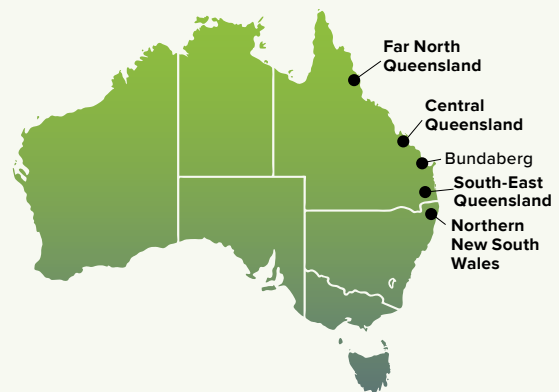 Far North
Queensland
Central
Queensland
Bundaberg
South-East
Queensland
Northern
New South
Wales